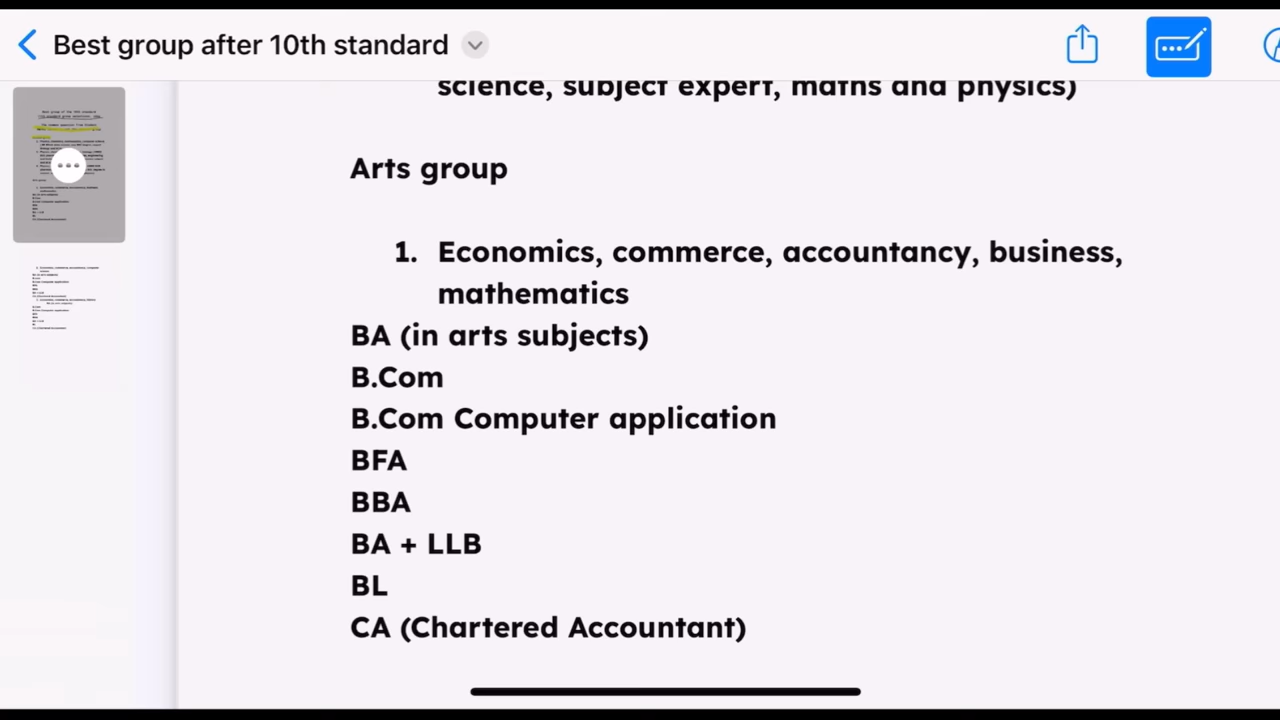 Best group after 10th standard
science, subject expert, maths and physics)
Arts group
1. Economics, commerce, accountancy, business,
mathematics
BA (in arts subjects)
B.Com
B.Com Computer application
BFA
BBA
BA + LLB
BL
CA (Chartered Accountant)